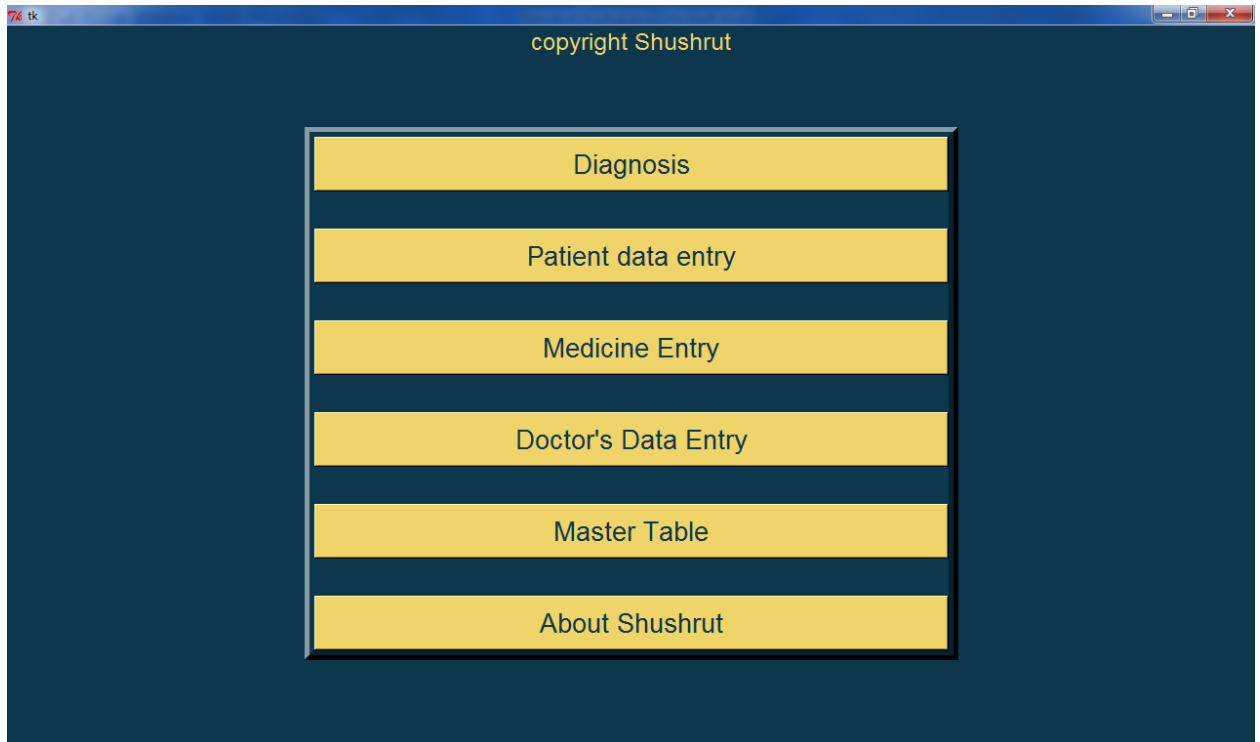 tk
copyright Shushrut
Diagnosis
Patient data entry
Medicine Entry
Doctor's Data Entry
Master Table
About Shushrut